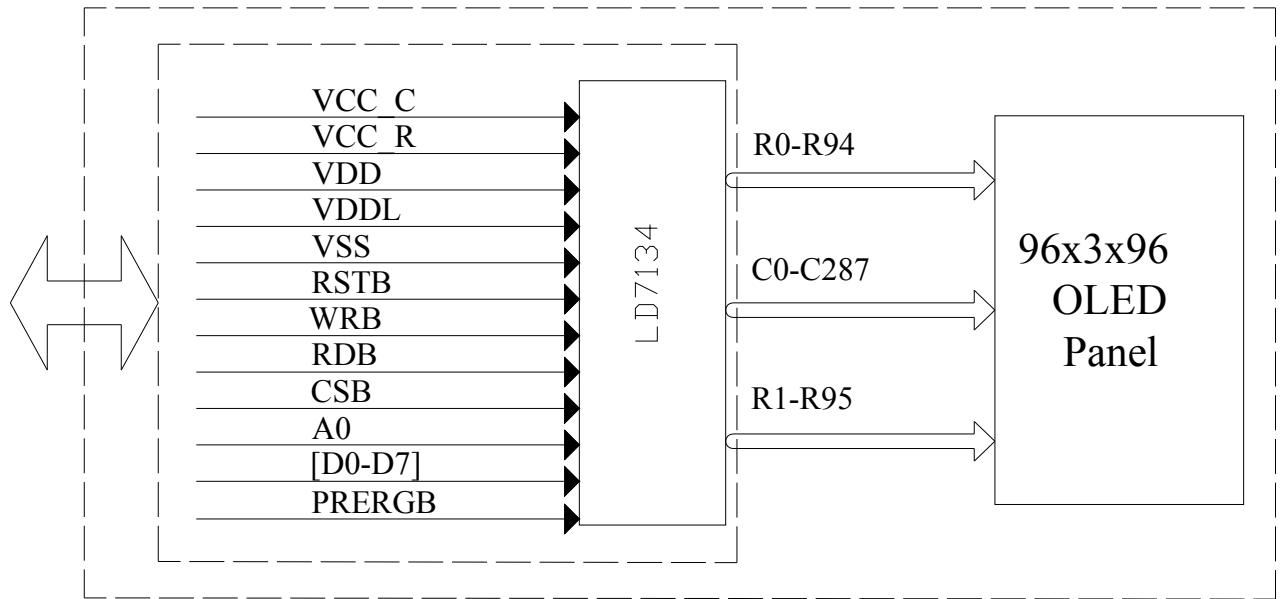 VCC_C
VCC_R
VDD
VDDL
VSS
RSTB
WRB
RDB
CSB
A0
[D0-D7]
PRERGB
LD7134
R0-R94
C0-C287
R1-R95
96x3x96
OLED
Panel